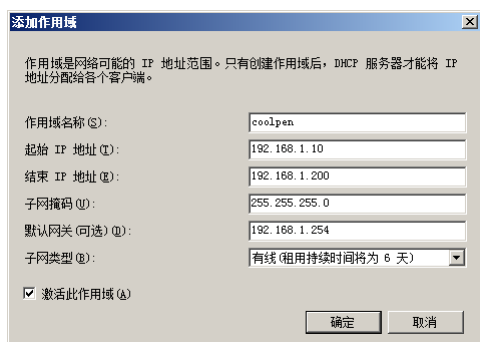 添加作用域
作用域是网络可能的 IP 地址范围。只有创建作用域后，DHCP 服务器才能将 IP
地址分配给各个客户端。
作用域名称(S): coolpen
起始 IP 地址(T): 192.168.1.10
结束 IP 地址(E): 192.168.1.200
子网掩码(U): 255.255.255.0
默认网关(可选)(D): 192.168.1.254
子网类型(B): 有线(租用持续时间将为 6 天)
激活此作用域(A)
确定 取消